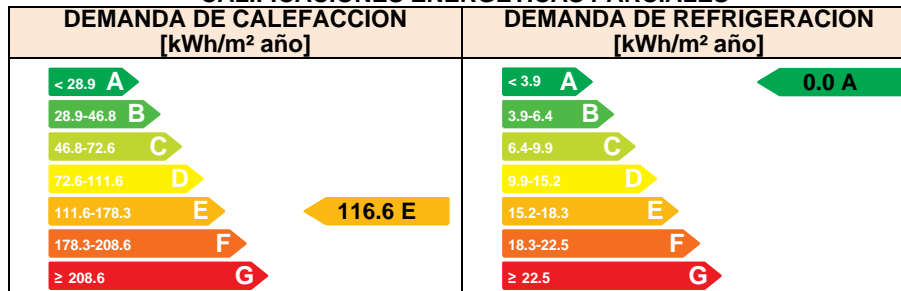 CALIFICACIONES ENERGETICAS PARCIALES
DEMANDA DE CALEFACCION
[kWh/m² año]
< 28.9 A
28.9-46.8 B
46.8-72.6 C
72.6-111.6 D
111.6-178.3 E
116.6 E
178.3-208.6 F
≥ 208.6 G
DEMANDA DE REFRIGERACION
[kWh/m² año]
< 3.9 A
0.0 A
3.9-6.4 B
6.4-9.9 C
9.9-15.2 D
15.2-18.3 E
18.3-22.5 F
≥ 22.5 G